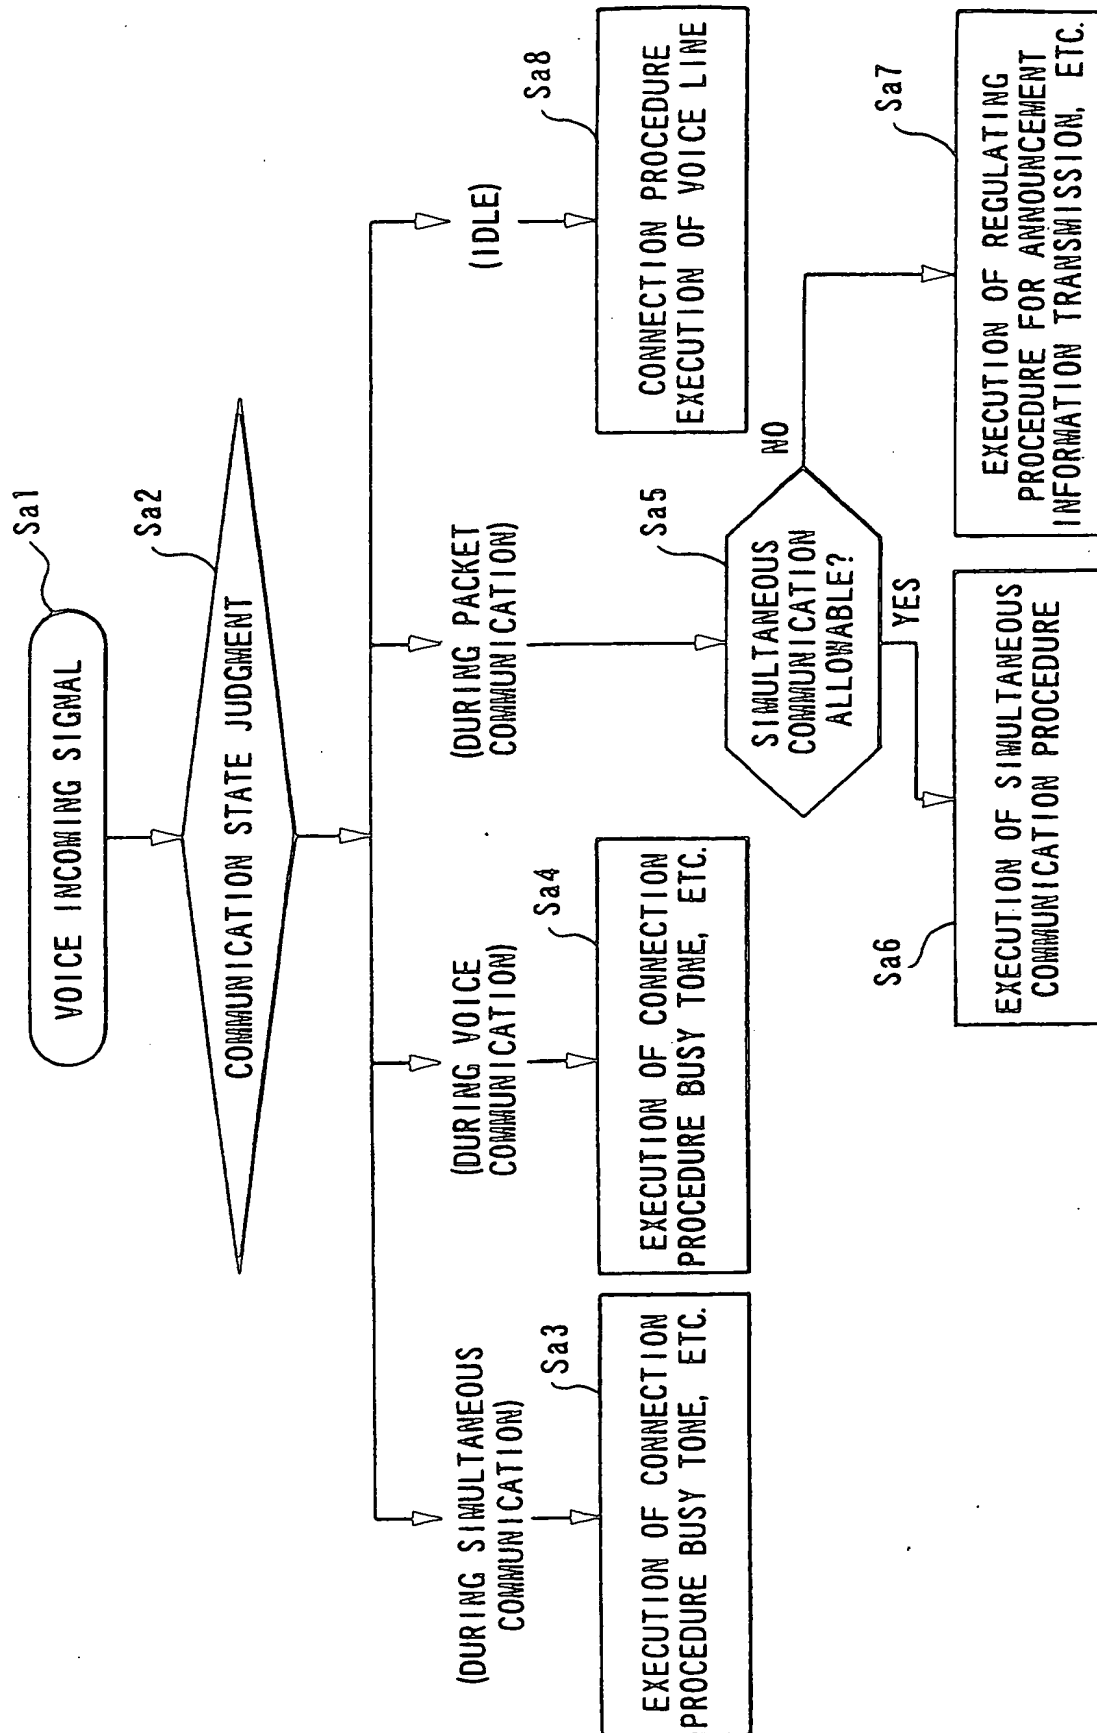 Sa1
VOICE INCOMING SIGNAL
Sa2
COMMUNICATION STATE JUDGMENT
(DURING SIMULTANEOUS
COMMUNICATION)
(DURING VOICE
COMMUNICATION)
(DURING PACKET
COMMUNICATION)
(IDLE)
Sa3
EXECUTION OF CONNECTION
PROCEDURE BUSY TONE, ETC.
Sa4
EXECUTION OF CONNECTION
PROCEDURE BUSY TONE, ETC.
Sa8
CONNECTION PROCEDURE
EXECUTION OF VOICE LINE
Sa5
SIMULTANEOUS
COMMUNICATION
ALLOWABLE?
NO
YES
Sa6
EXECUTION OF SIMULTANEOUS
COMMUNICATION PROCEDURE
Sa7
EXECUTION OF REGULATING
PROCEDURE FOR ANNOUNCEMENT
INFORMATION TRANSMISSION, ETC.